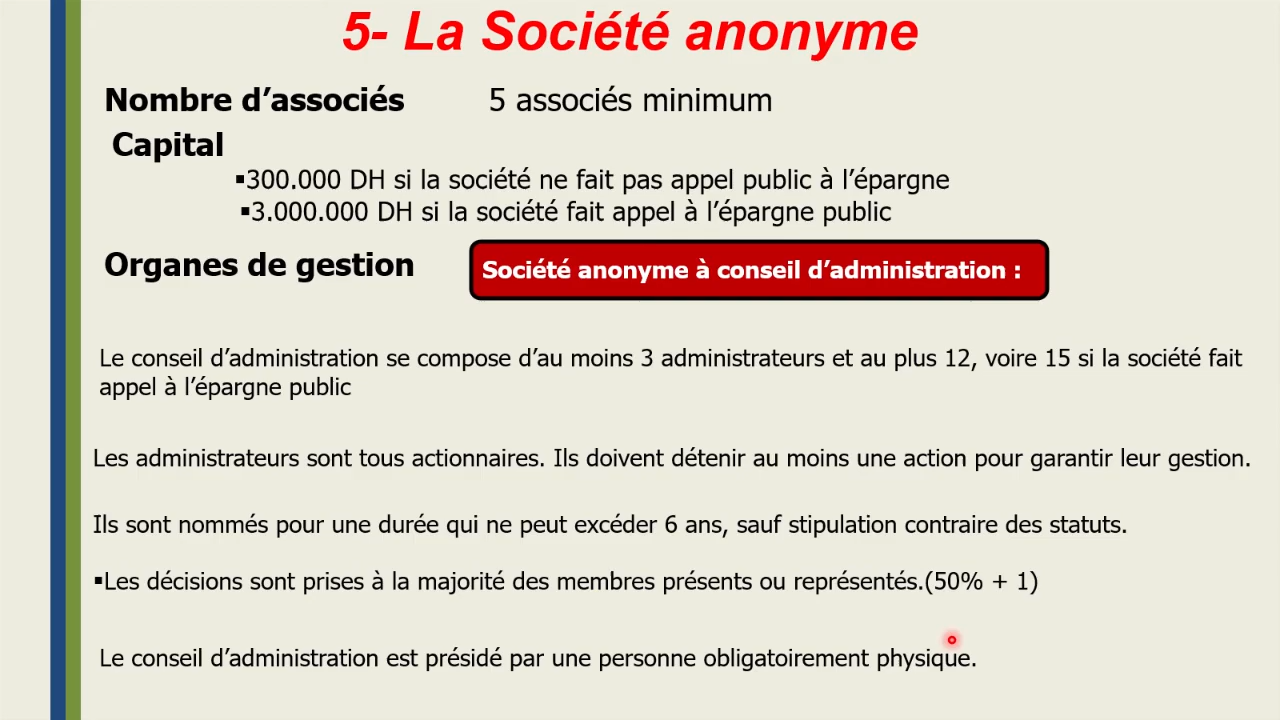 5- La Société anonyme
Nombre d’associés 5 associés minimum
Capital
▪300.000 DH si la société ne fait pas appel public à l’épargne
▪3.000.000 DH si la société fait appel à l’épargne public
Organes de gestion Société anonyme à conseil d’administration :
Le conseil d’administration se compose d’au moins 3 administrateurs et au plus 12, voire 15 si la société fait
appel à l’épargne public
Les administrateurs sont tous actionnaires. Ils doivent détenir au moins une action pour garantir leur gestion.
Ils sont nommés pour une durée qui ne peut excéder 6 ans, sauf stipulation contraire des statuts.
▪Les décisions sont prises à la majorité des membres présents ou représentés.(50% + 1)
Le conseil d’administration est présidé par une personne obligatoirement physique.